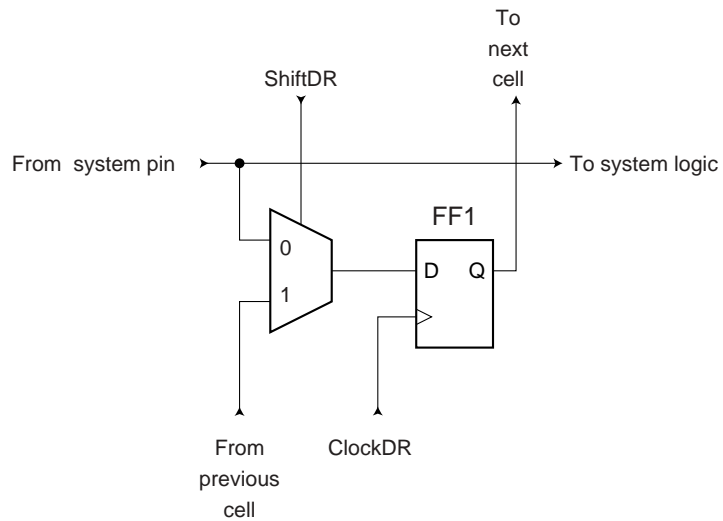 To
next
cell
ShiftDR
From system pin
To system logic
FF1
0
D Q
1
From
previous
cell
ClockDR